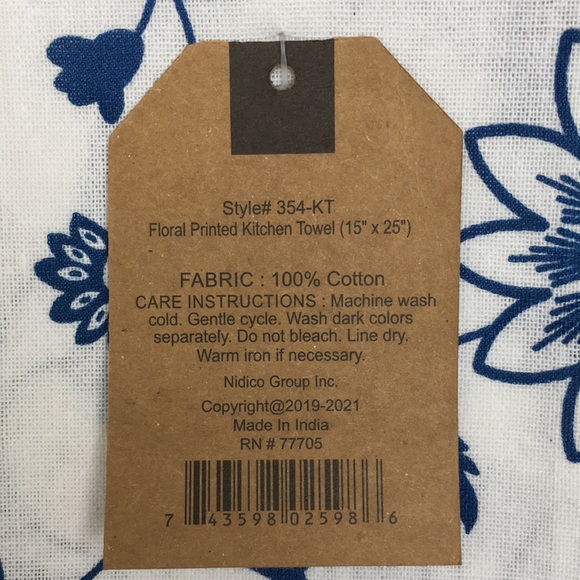 Style# 354-KT
Floral Printed Kitchen Towel (15" x 25")
FABRIC : 100% Cotton
CARE INSTRUCTIONS : Machine wash
cold. Gentle cycle. Wash dark colors
separately. Do not bleach. Line dry.
Warm iron if necessary.
Nidico Group Inc.
Copyright@2019-2021
Made In India
RN # 77705
7 43598 02598 6